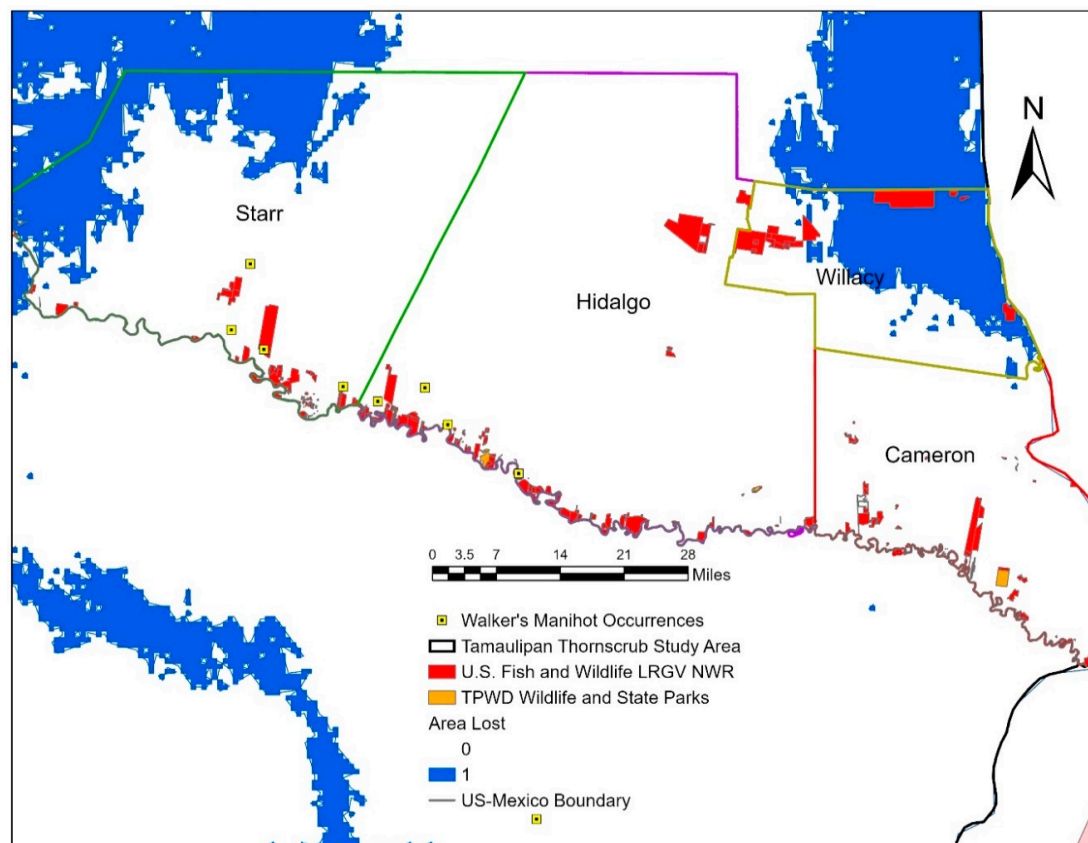 N
Starr
Hidalgo
Willacy
Cameron
0 3.5 7 14 21 28
Miles
Walker's Manihot Occurrences
Tamaulipan Thornscrub Study Area
U.S. Fish and Wildlife LRGV NWR
TPWD Wildlife and State Parks
Area Lost
0
1
US-Mexico Boundary